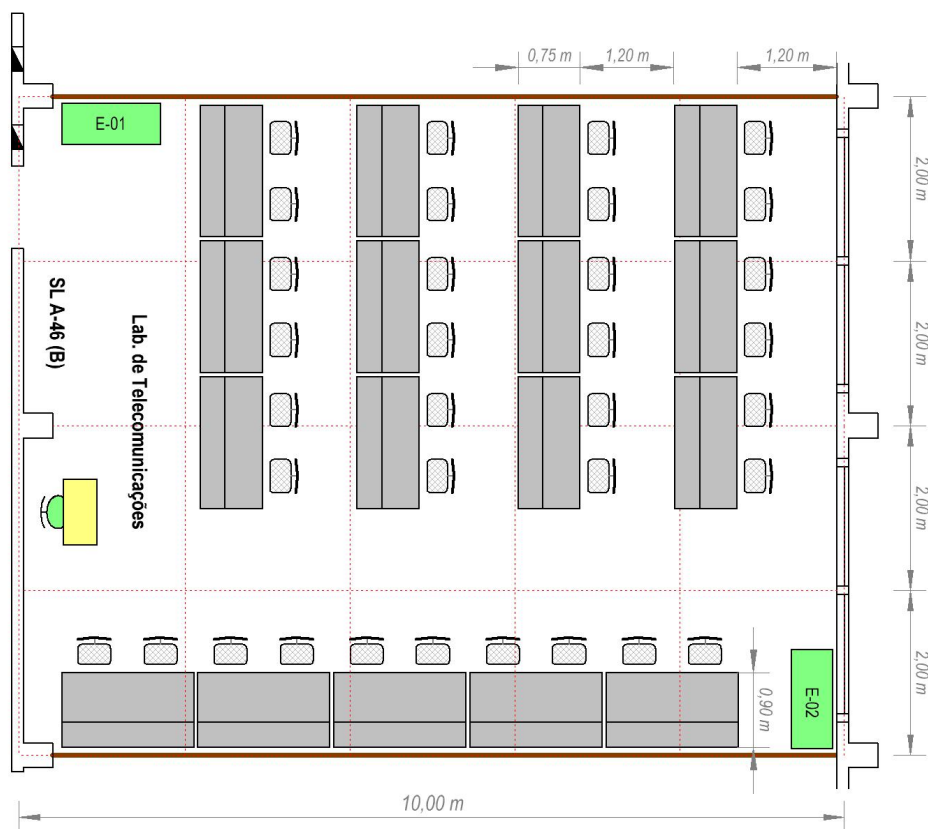 0,75 m
1,20 m
1,20 m
E-01
2,00 m
2,00 m
SL A-46 (B)
Lab. de Telecomunicações
2,00 m
2,00 m
E-02
0,90 m
10,00 m